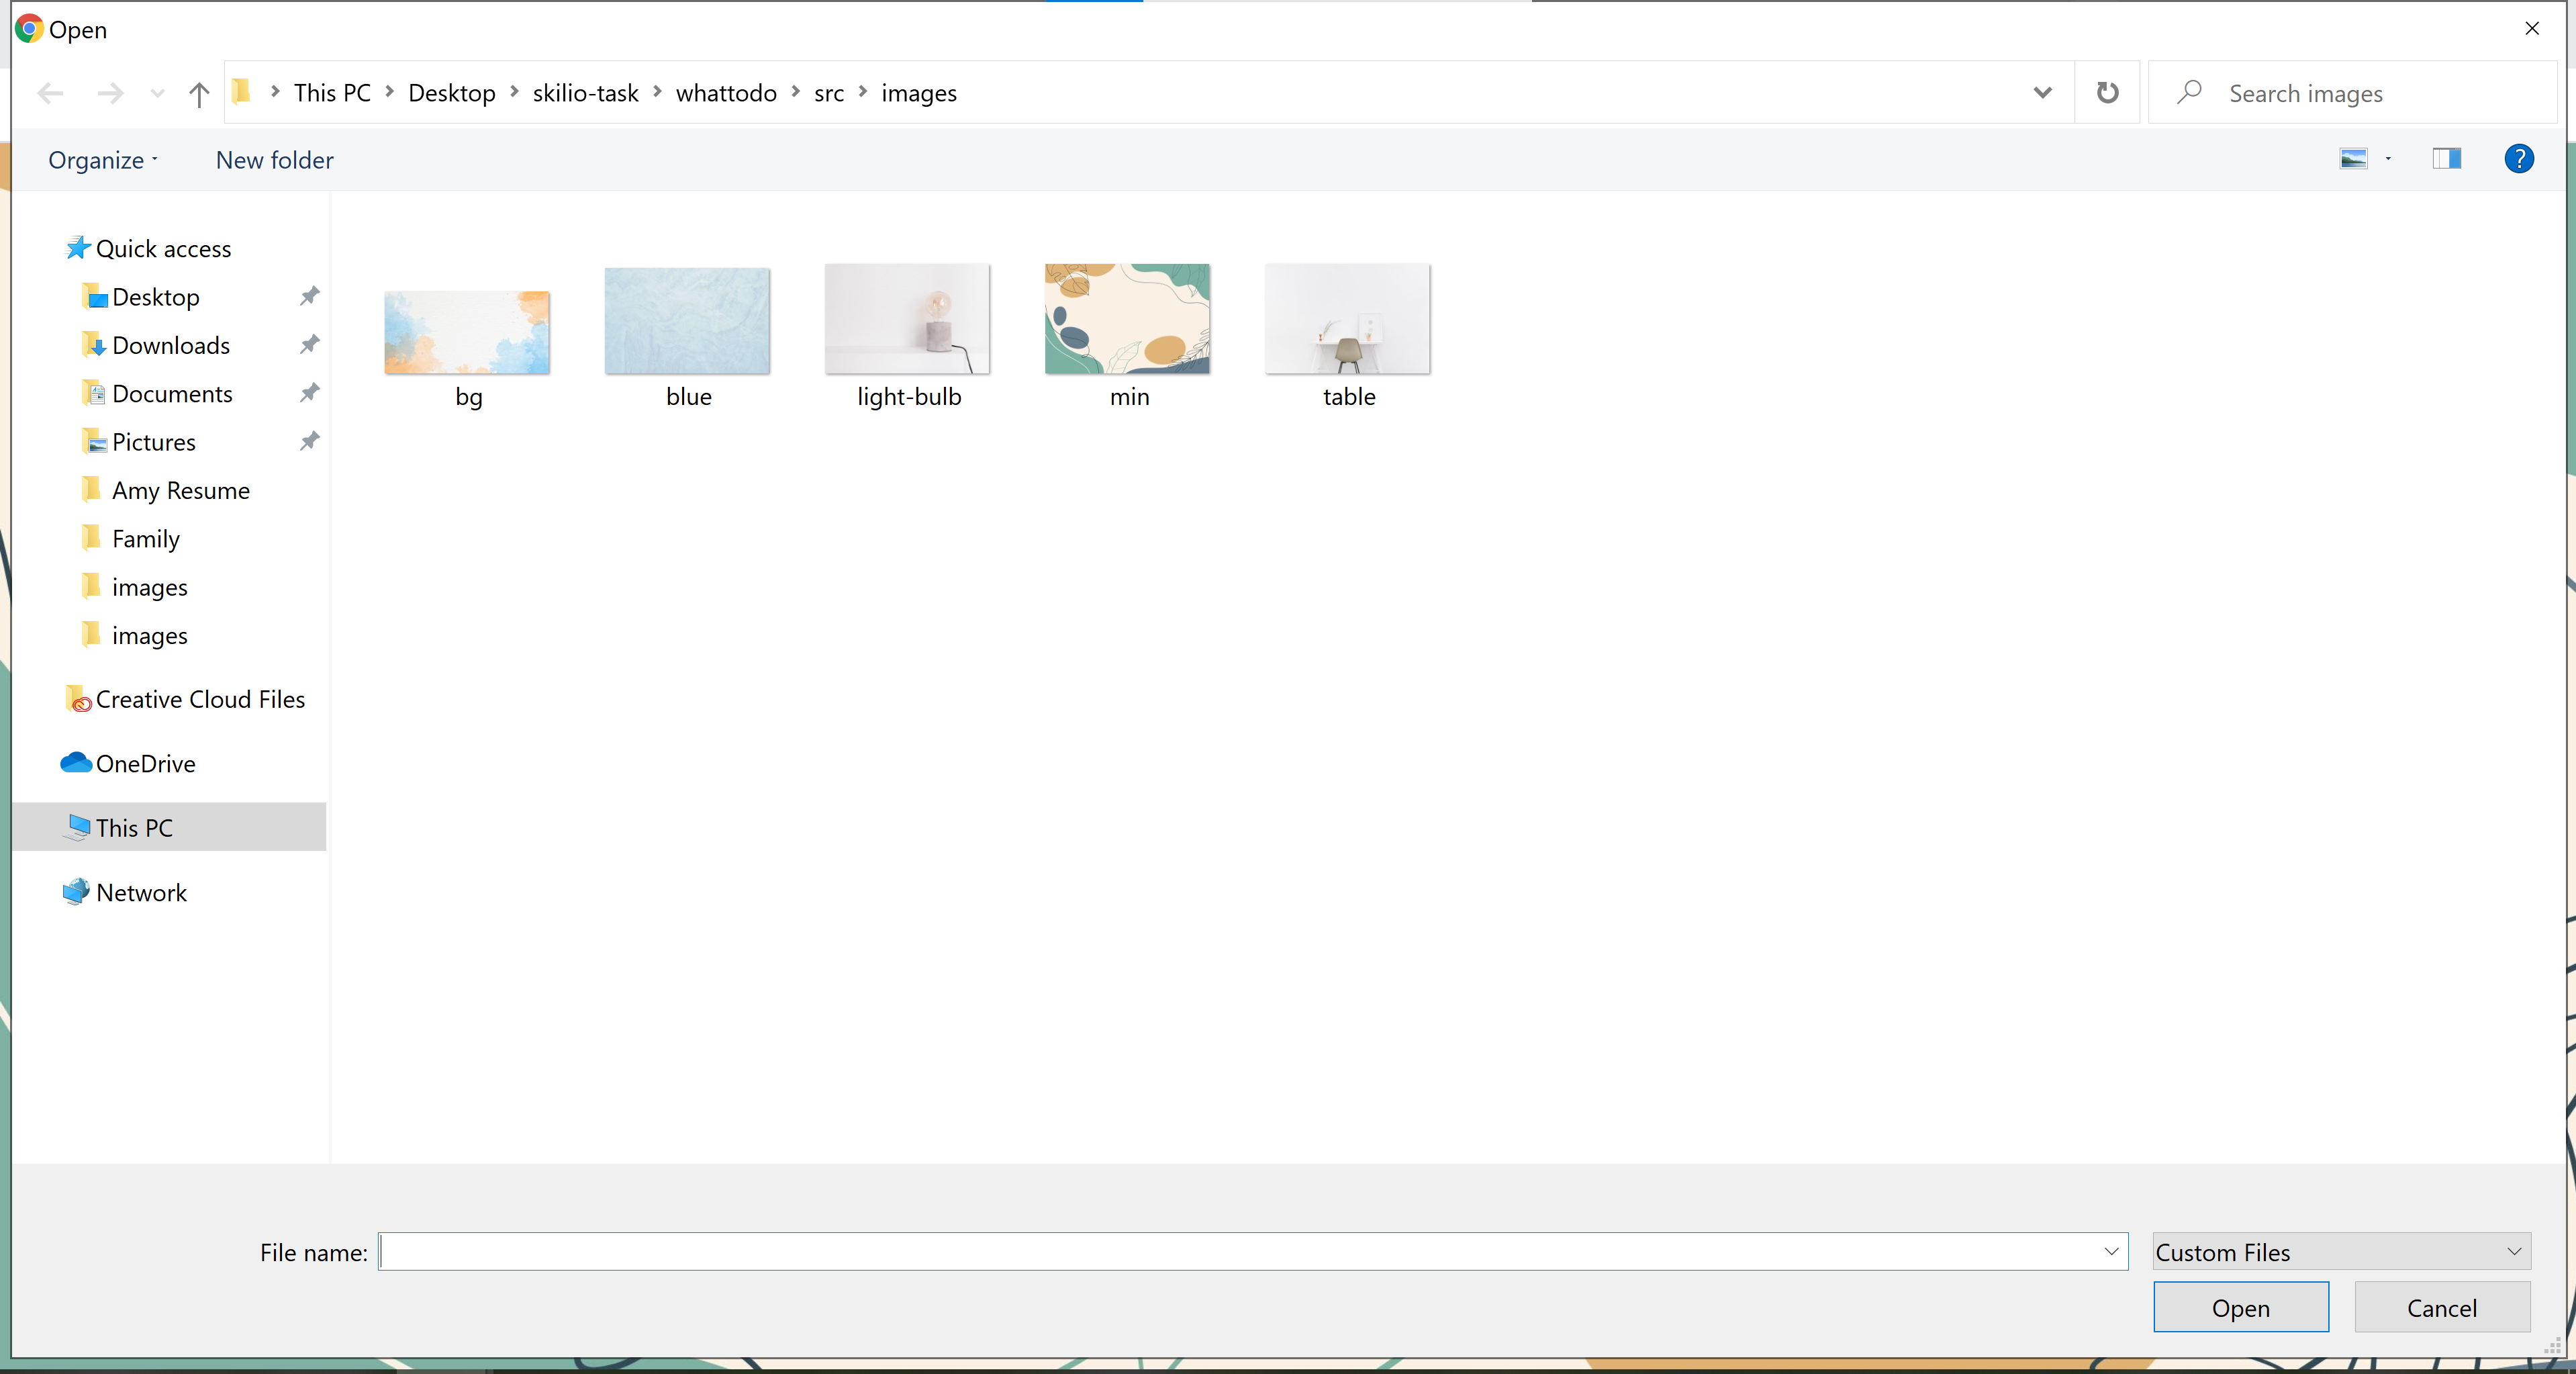 Open
This PC > Desktop > skilio-task > whattodo > src > images
Search images
Organize
New folder
?
Quick access
Desktop
Downloads
Documents
Pictures
Amy Resume
Family
images
images
Creative Cloud Files
OneDrive
This PC
Network
bg
blue
light-bulb
min
table
File name:
Custom Files
Open
Cancel